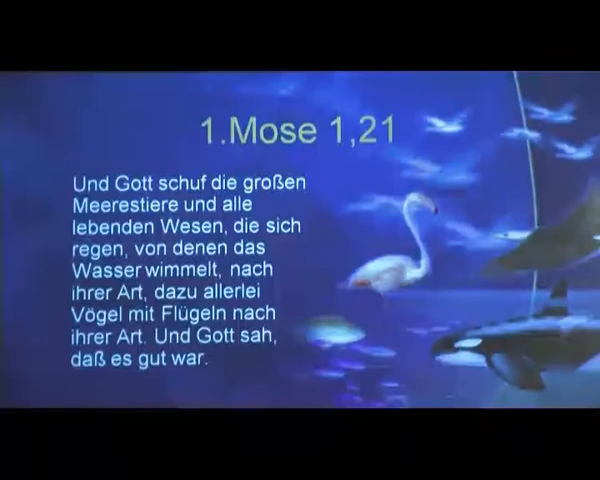 1.Mose 1,21
Und Gott schuf die großen
Meerestiere und alle
lebenden Wesen, die sich
regen, von denen das
Wasser wimmelt, nach
ihrer Art, dazu allerlei
Vögel mit Flügeln nach
ihrer Art. Und Gott sah,
daß es gut war.